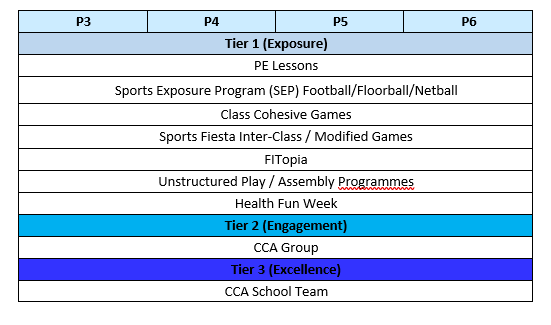 P3 P4 P5 P6
Tier 1 (Exposure)
PE Lessons
Sports Exposure Program (SEP) Football/Floorball/Netball
Class Cohesive Games
Sports Fiesta Inter-Class / Modified Games
FITopia
Unstructured Play / Assembly Programmes
Health Fun Week
Tier 2 (Engagement)
CCA Group
Tier 3 (Excellence)
CCA School Team